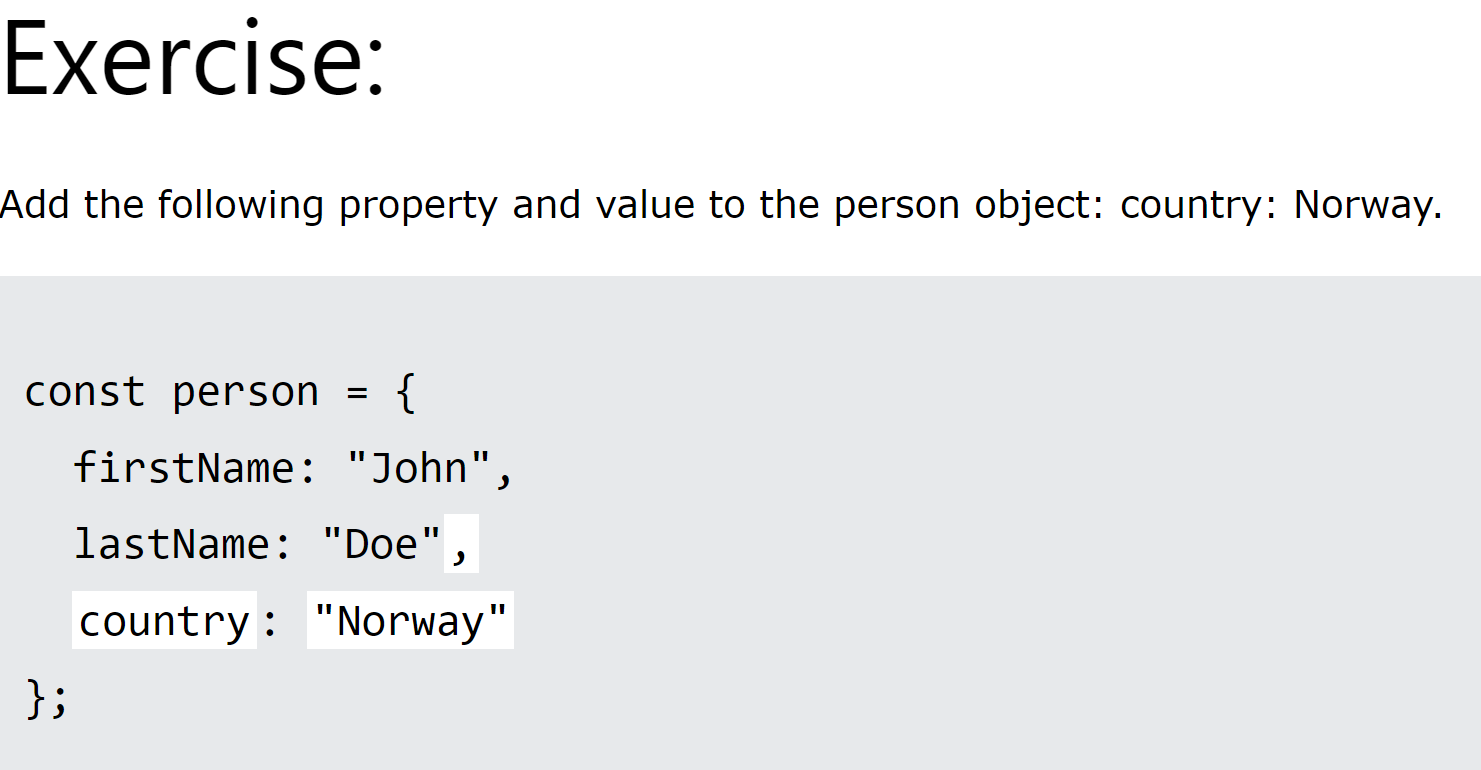 Exercise:
Add the following property and value to the person object: country: Norway.
const person = {
  firstName: "John",
  lastName: "Doe",
  country: "Norway"
};